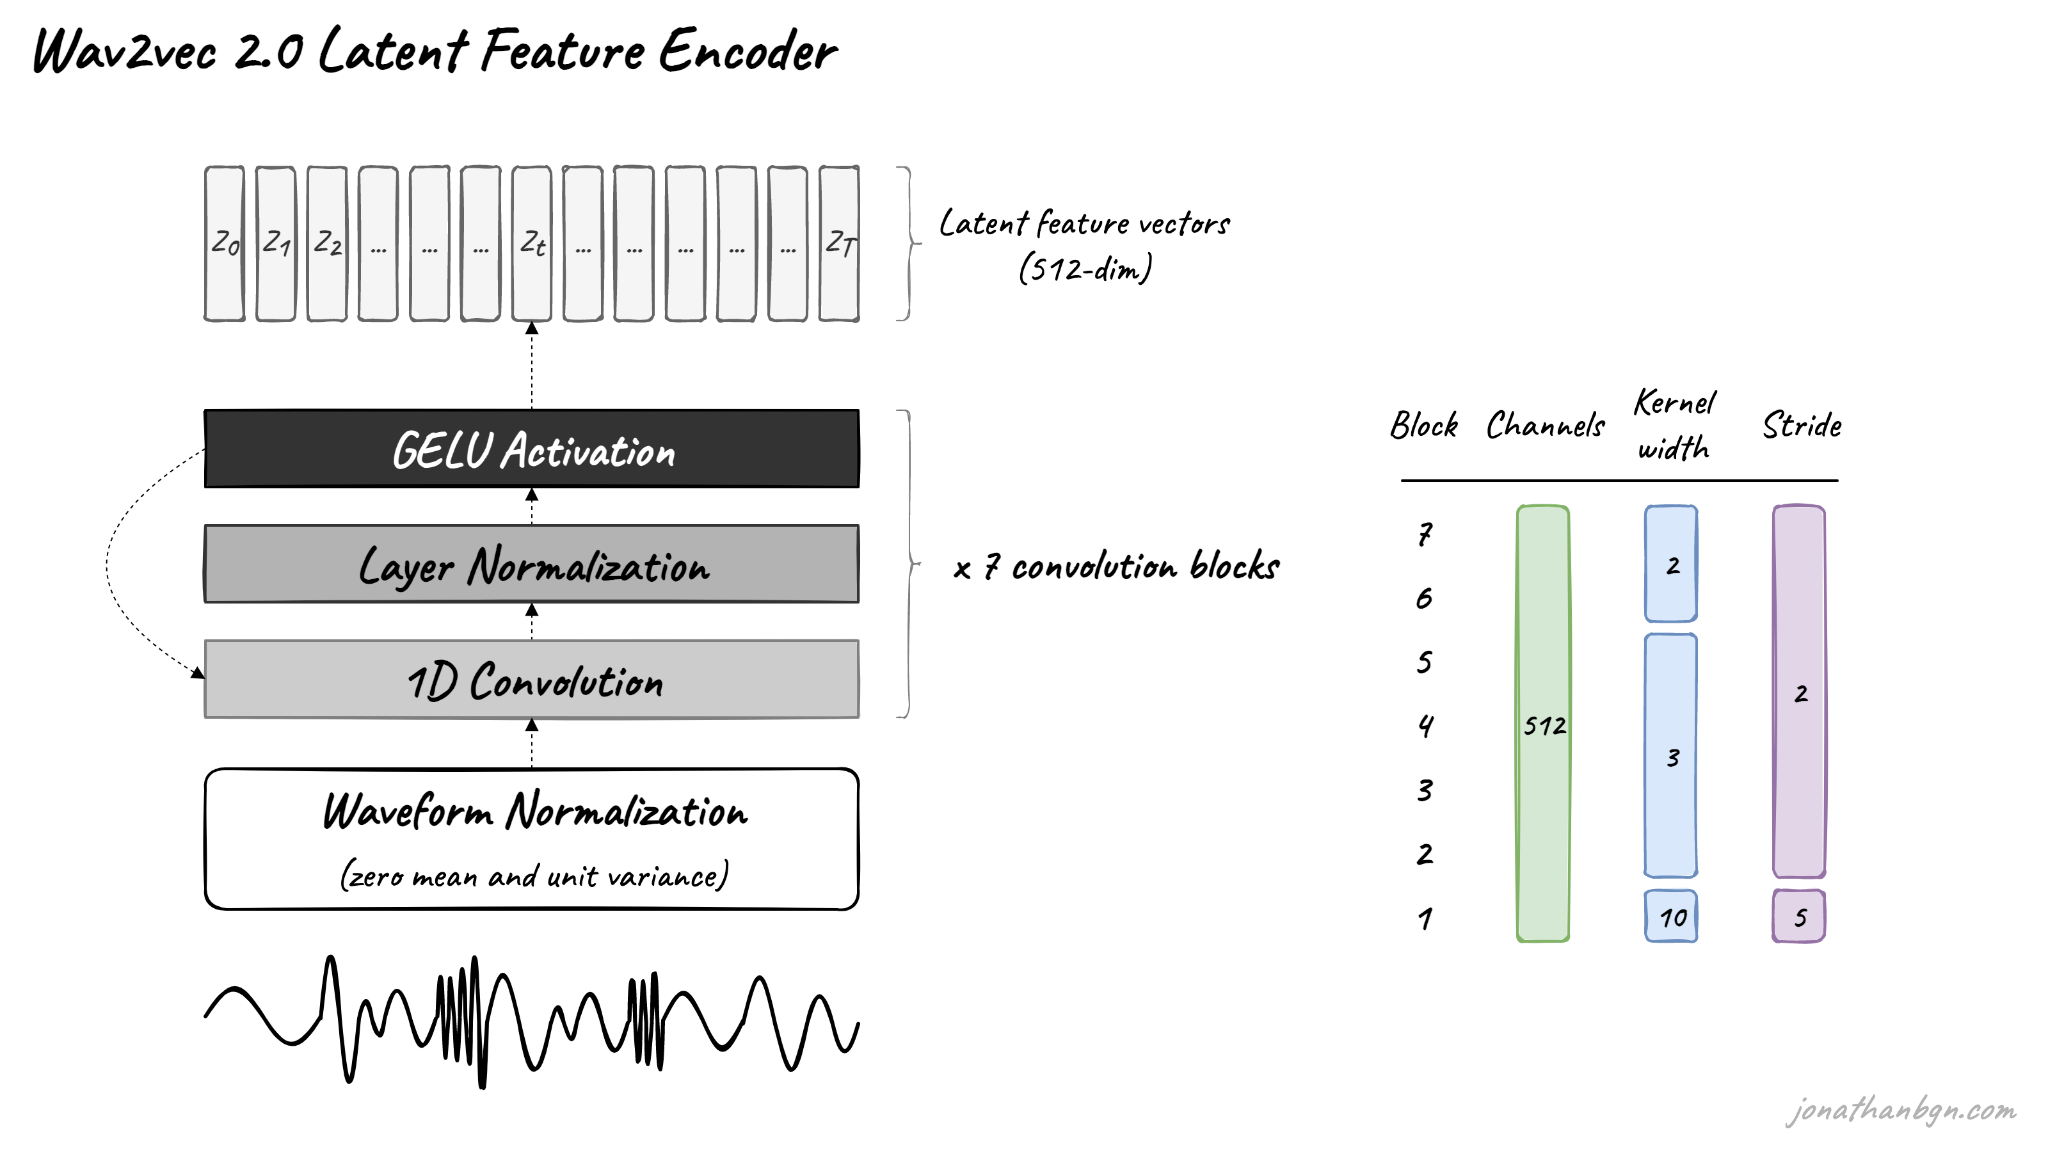 Wav2vec 2.0 Latent Feature Encoder
Z0 Z1 Z2 ... ... ... Zt ... ... ... ... ... ZT
Latent feature vectors
(512-dim)
GELU Activation
Layer Normalization
1D Convolution
x 7 convolution blocks
Waveform Normalization
(zero mean and unit variance)
Block Channels Kernel width Stride
7
6
5
4
3
2
1
512
2
3
10
2
5
jonathanbgn.com